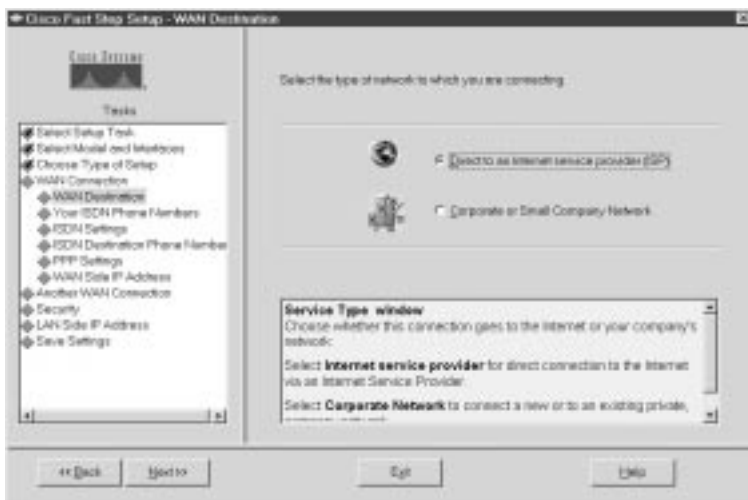 Cisco Fast Step Setup - WAN Destination
CISCO SYSTEMS
Tasks
Select Setup Task
Select Model and Interfaces
Choose Type of Setup
WAN Connection
WAN Destination
Your ISDN Phone Numbers
ISDN Settings
ISDN Destination Phone Number
PPP Settings
WAN Side IP Address
Another WAN Connection
Security
LAN Side IP Address
Save Settings
Select the type of network to which you are connecting.
Direct to an Internet service provider (ISP)
Corporate or Small Company Network
Service Type window
Choose whether this connection goes to the Internet or your company's
network:
Select Internet service provider for direct connection to the Internet
via an Internet Service Provider.
Select Corporate Network to connect a new or to an existing private,
<< Back
Next >>
Exit
Help